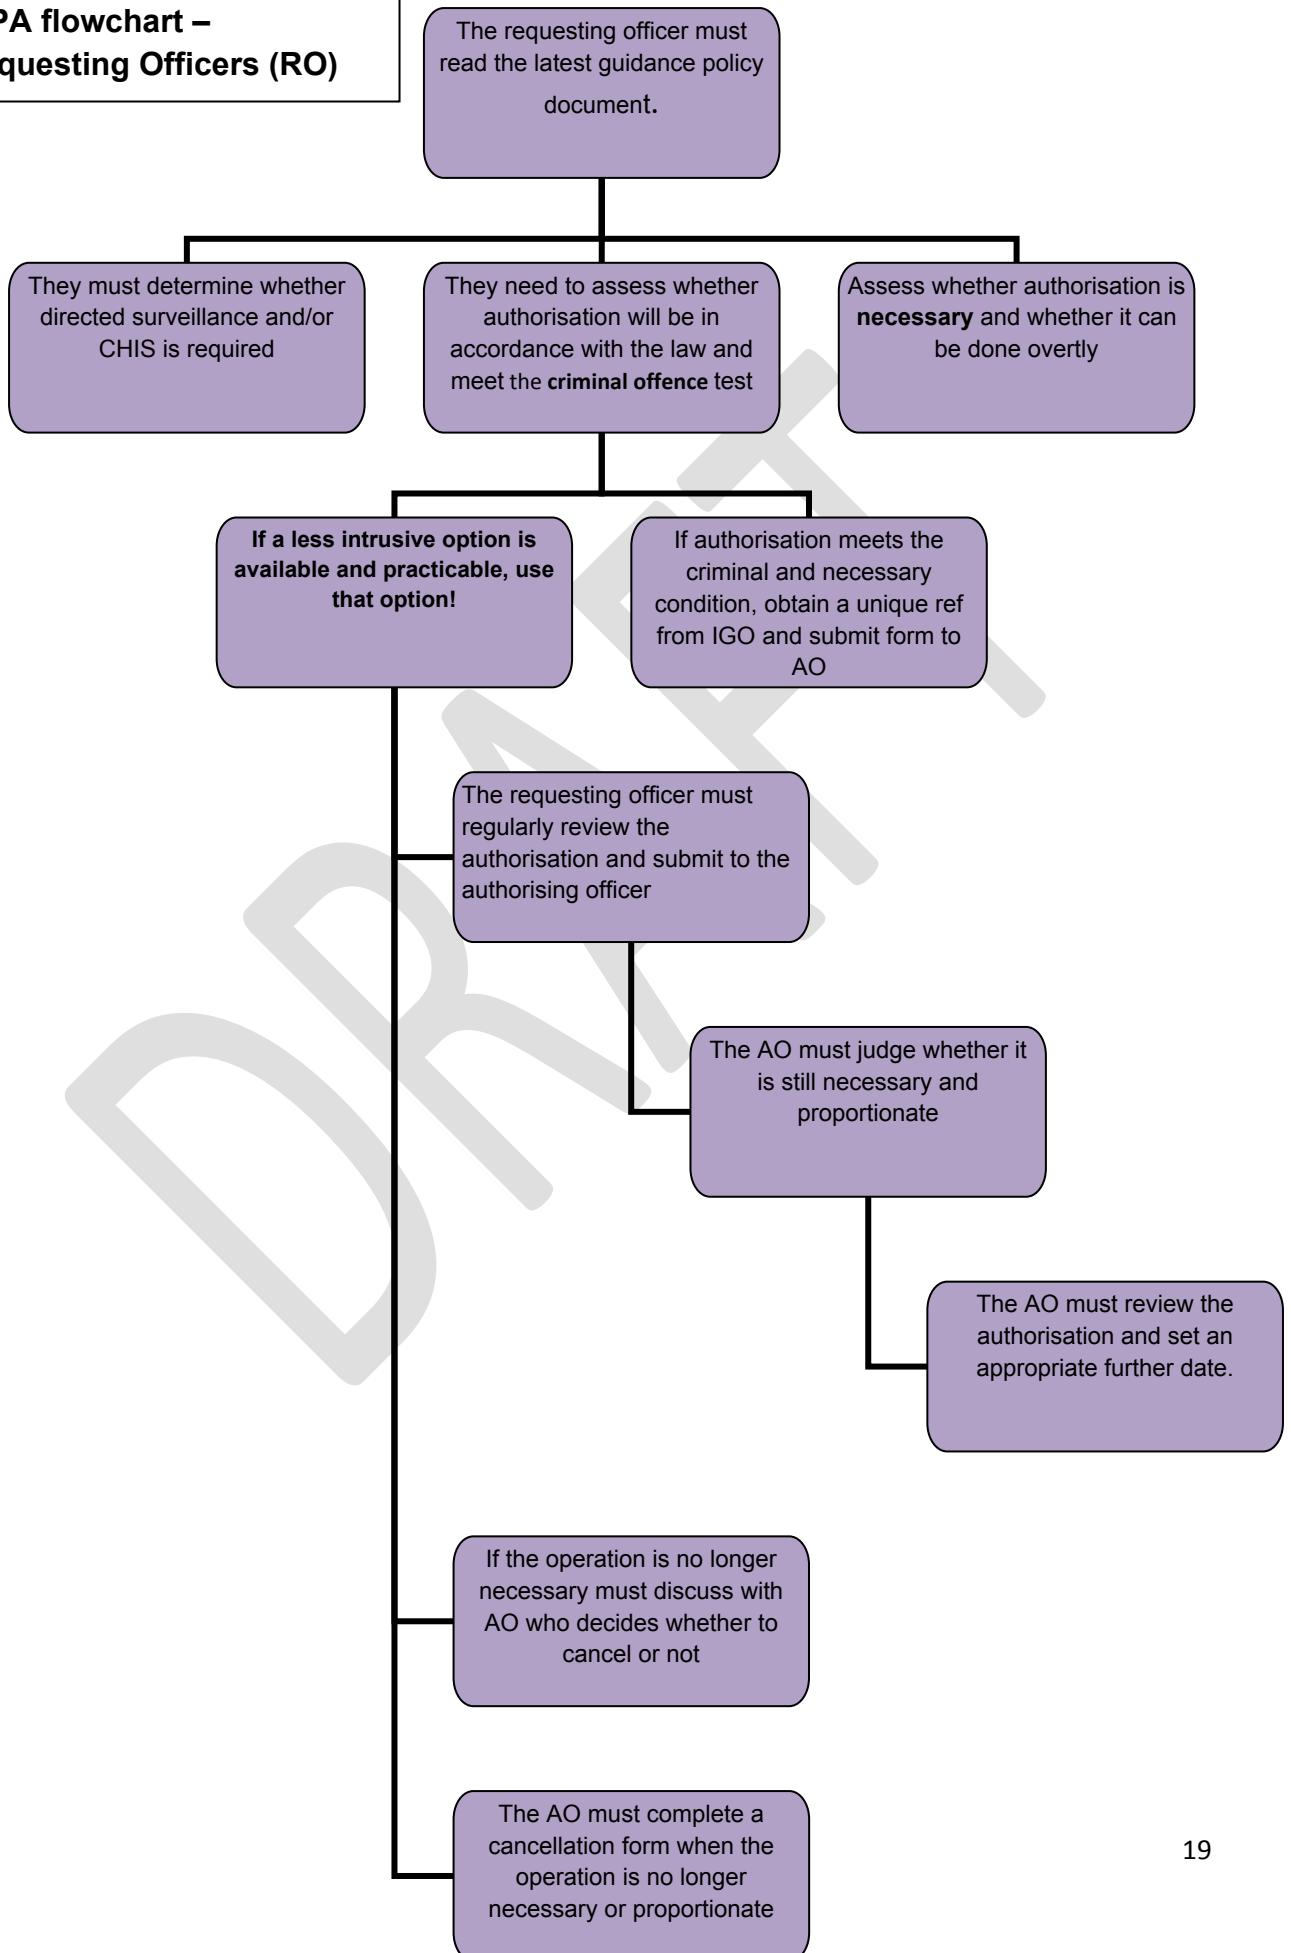 PA flowchart –
questing Officers (RO)
The requesting officer must
read the latest guidance policy
document.
They must determine whether
directed surveillance and/or
CHIS is required
They need to assess whether
authorisation will be in
accordance with the law and
meet the criminal offence test
Assess whether authorisation is
necessary and whether it can
be done overtly
If a less intrusive option is
available and practicable, use
that option!
If authorisation meets the
criminal and necessary
condition, obtain a unique ref
from IGO and submit form to
AO
The requesting officer must
regularly review the
authorisation and submit to the
authorising officer
The AO must judge whether it
is still necessary and
proportionate
The AO must review the
authorisation and set an
appropriate further date.
If the operation is no longer
necessary must discuss with
AO who decides whether to
cancel or not
The AO must complete a
cancellation form when the
operation is no longer
necessary or proportionate
19
DRAFT